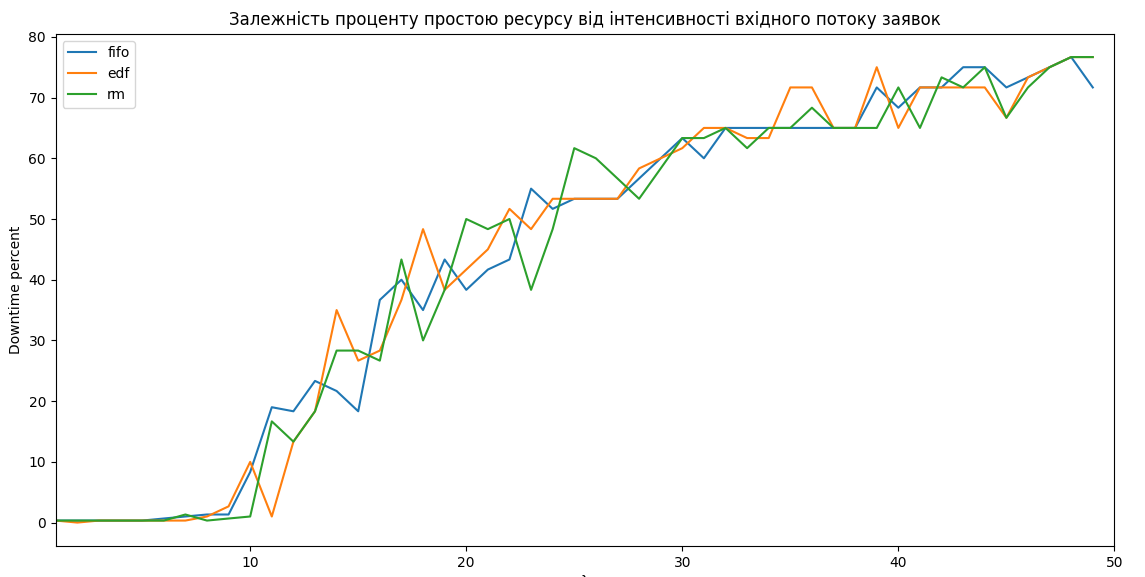 Залежність проценту простою ресурсу від інтенсивності вхідного потоку заявок
fifo
edf
rm
Downtime percent
80
70
60
50
40
30
20
10
0
10
20
30
40
50